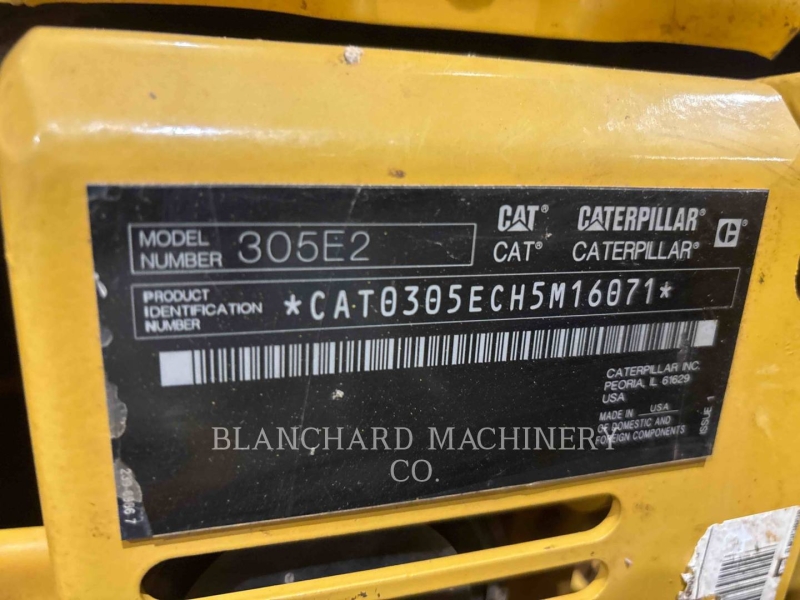 CAT® CATERPILLAR®
CAT® CATERPILLAR®
MODEL NUMBER 305E2
PRODUCT IDENTIFICATION NUMBER *CAT0305ECH5M16071*
CATERPILLAR INC.
PEORIA, IL 61629
USA
MADE IN USA
OF DOMESTIC AND
FOREIGN COMPONENTS
ISSUE 1
BLANCHARD MACHINERY
CO.